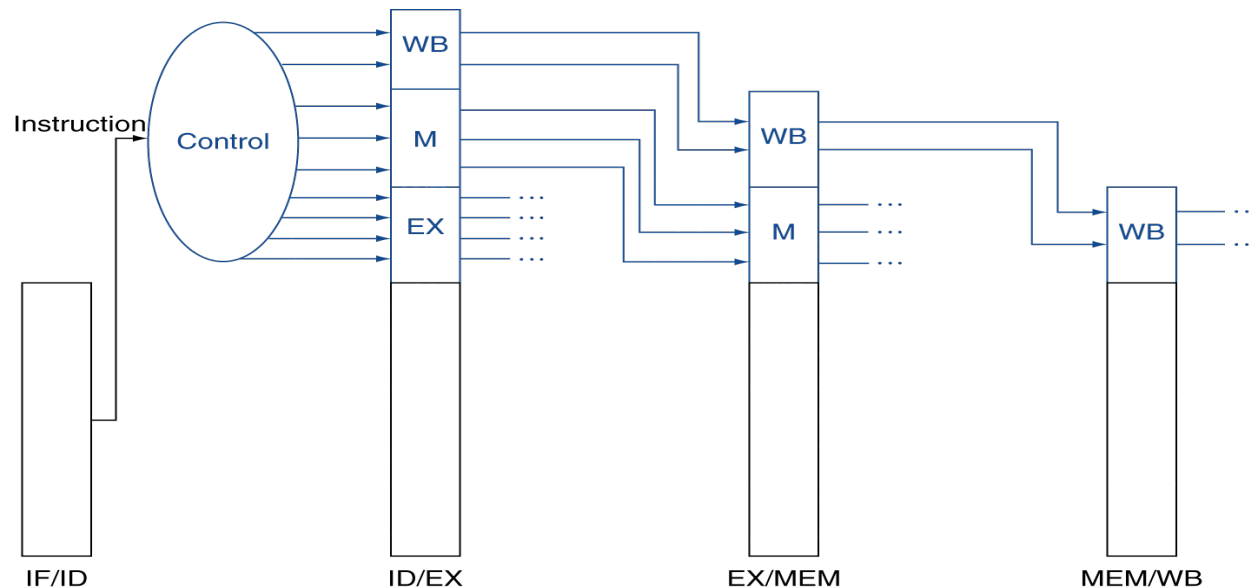 WB
Instruction
Control
M
WB
EX
...
...
...
...
M
...
...
...
WB
..
..
IF/ID
ID/EX
EX/MEM
MEM/WB